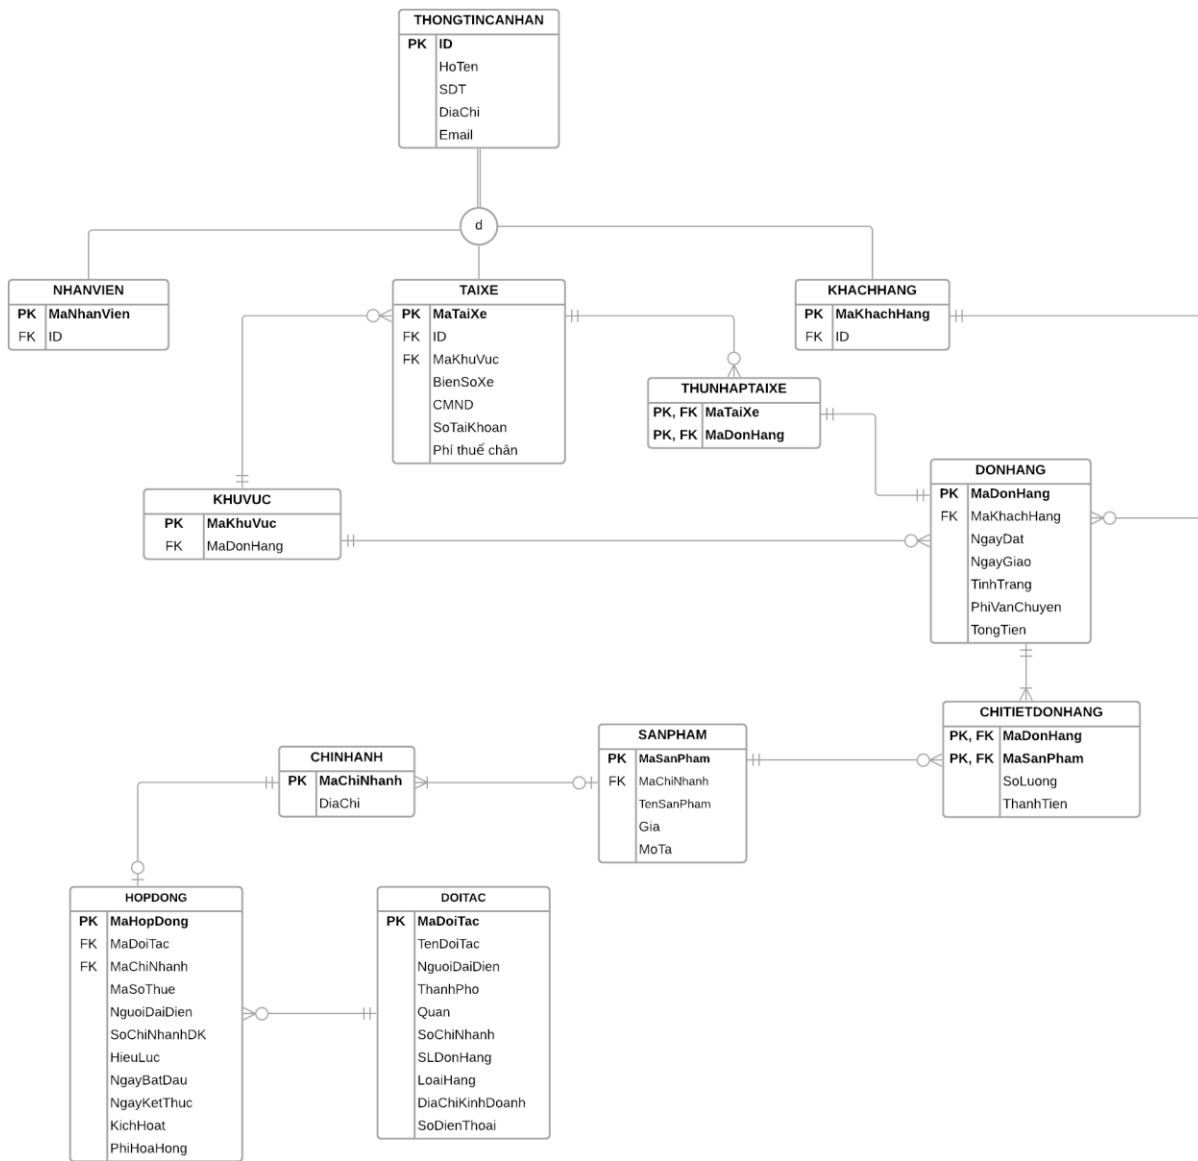 THONGTINCANHAN
PK ID
HoTen
SDT
DiaChi
Email
d
NHANVIEN
PK MaNhanVien
FK ID
TAIXE
PK MaTaiXe
FK ID
FK MaKhuVuc
BienSoXe
CMND
SoTaiKhoan
Phí thuế chân
KHACHHANG
PK MaKhachHang
FK ID
THUNHAPTAIXE
PK, FK MaTaiXe
PK, FK MaDonHang
KHUVUC
PK MaKhuVuc
FK MaDonHang
DONHANG
PK MaDonHang
FK MaKhachHang
NgayDat
NgayGiao
TinhTrang
PhiVanChuyen
TongTien
CHITIETDONHANG
PK, FK MaDonHang
PK, FK MaSanPham
SoLuong
ThanhTien
SANPHAM
PK MaSanPham
FK MaChiNhanh
TenSanPham
Gia
MoTa
CHINHANH
PK MaChiNhanh
DiaChi
HOPDONG
PK MaHopDong
FK MaDoiTac
FK MaChiNhanh
MaSoThue
NguoiDaiDien
SoChiNhanhDK
HieuLuc
NgayBatDau
NgayKetThuc
KichHoat
PhiHoaHong
DOITAC
PK MaDoiTac
TenDoiTac
NguoiDaiDien
ThanhPho
Quan
SoChiNhanh
SLDonHang
LoaiHang
DiaChiKinhDoanh
SoDienThoai